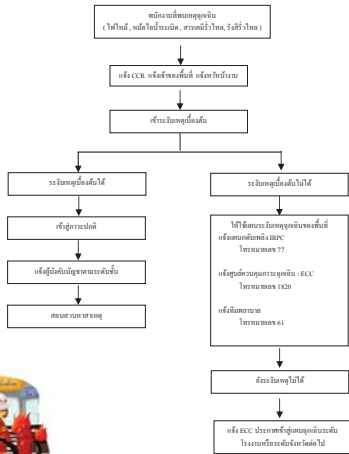 พนักงานที่พบเหตุฉุกเฉิน
( ไฟไหม้ , หม้อไอน้ำระเบิด , สารเคมีรั่วไหล, รังสีรั่วไหล )
แจ้ง CCR แจ้งเจ้าของพื้นที่ แจ้งหัวหน้างาน
เข้าระงับเหตุเบื้องต้น
ระงับเหตุเบื้องต้นได้
เข้าสู่ภาวะปกติ
แจ้งผู้บังคับบัญชาตามระดับชั้น
สอบสวนหาสาเหตุ
ระงับเหตุเบื้องต้นไม่ได้
ให้ใช้แผนระงับเหตุฉุกเฉินของพื้นที่
แจ้งแผนกดับเพลิง IRPC
โทรหมายเลข 77
แจ้งศูนย์ควบคุมภาวะฉุกเฉิน : ECC
โทรหมายเลข 1820
แจ้งทีมพยาบาล
โทรหมายเลข 61
ยังระงับเหตุไม่ได้
แจ้ง ECC ประกาศเข้าสู่แผนฉุกเฉินระดับ
โรงงานหรือระดับจังหวัดต่อไป